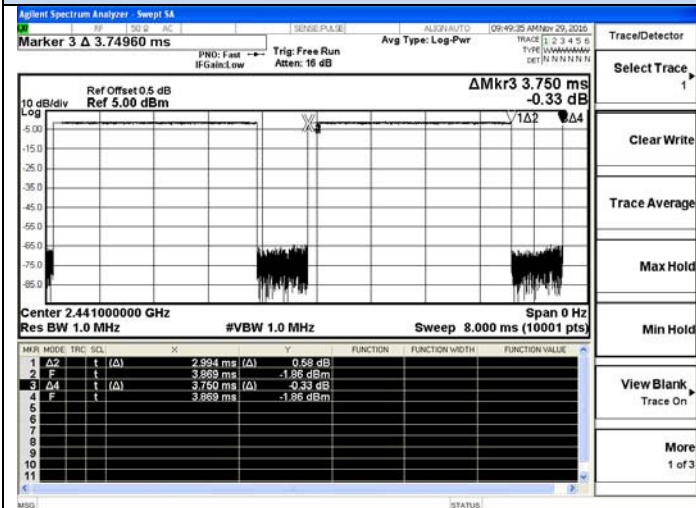 Agilent Spectrum Analyzer - Swept SA
RF 50 Ω AC SENSE:PULSE ALIGN AUTO 09:49:35 AM Nov 29, 2016
Marker 3 Δ 3.74960 ms
PNO: Fast
IFGain:Low
Trig: Free Run
Atten: 16 dB
Avg Type: Log-Pwr
TRACE 1 2 3 4 5 6
TYPE WWWWWW
DET N N N N N N
Ref Offset 0.5 dB
10 dB/div Ref 5.00 dBm
ΔMkr3 3.750 ms
-0.33 dB
Log
1Δ2
3Δ4
-5.00
-15.0
-25.0
-35.0
-45.0
-55.0
-65.0
-75.0
-85.0
Center 2.441000000 GHz Span 0 Hz
Res BW 1.0 MHz #VBW 1.0 MHz Sweep 8.000 ms (10001 pts)
MKR MODE TRC SCL X Y FUNCTION FUNCTION WIDTH FUNCTION VALUE
1 Δ2 t (Δ) 2.994 ms (Δ) 0.58 dB
2 F t 3.869 ms -1.86 dBm
3 Δ4 t (Δ) 3.750 ms (Δ) -0.33 dB
4 F t 3.869 ms -1.86 dBm
5
6
7
8
9
10
11
MSG STATUS
Trace/Detector
Select Trace
1
Clear Write
Trace Average
Max Hold
Min Hold
View Blank
Trace On
More
1 of 3